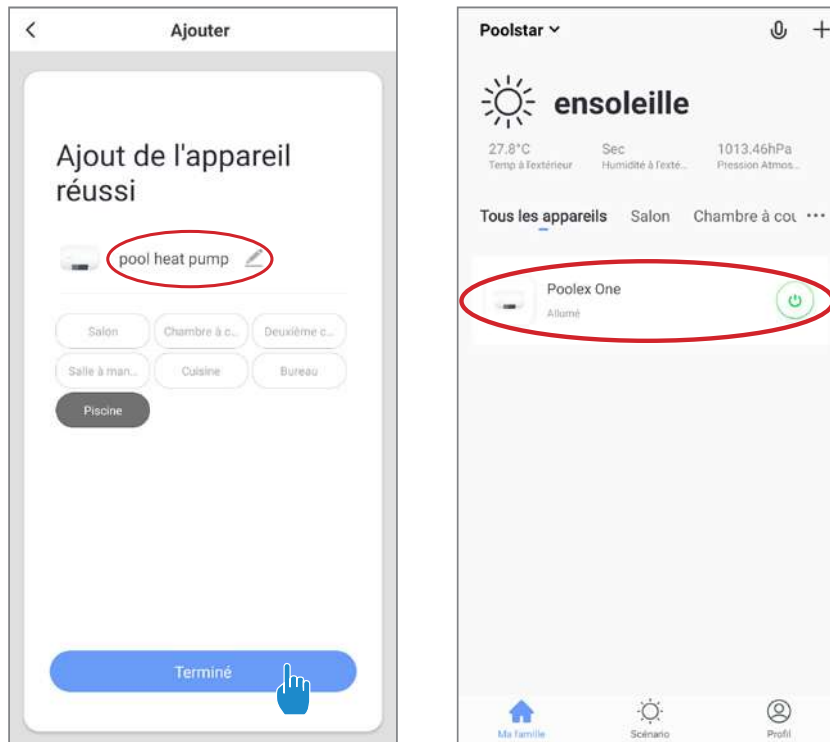 Ajouter
Ajout de l'appareil
réussi
pool heat pump
Salon
Chambre à c...
Deuxième c...
Salle à man...
Cuisine
Bureau
Piscine
Terminé
Poolstar
ensoleille
27.8°C
Sec
1013.46hPa
Temp à l'extérieur
Humidité à l'exté...
Pression Atmos...
Tous les appareils
Salon
Chambre à cou
Poolex One
Allumé
Ma famille
Scénario
Profil